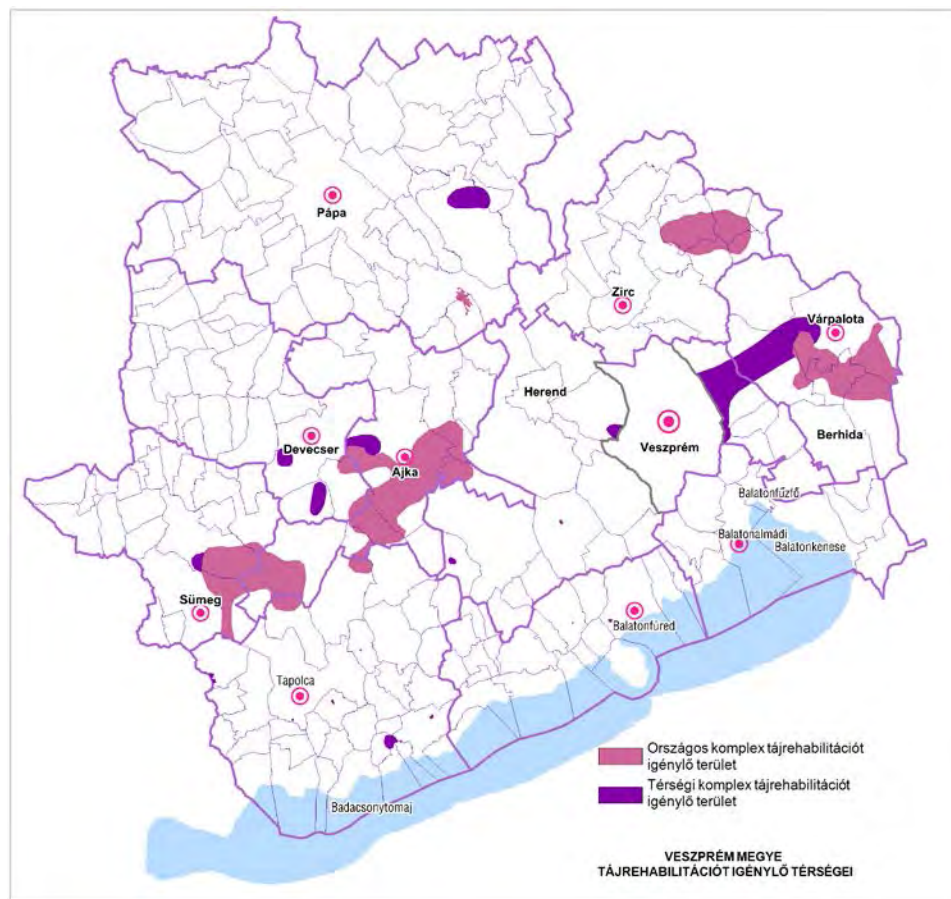 Pápa
Zirc
Várpalota
Herend
Devecser
Ajka
Veszprém
Berhida
Balatonfűzfő
Balatonalmádi
Balatonkenese
Sümeg
Balatonfüred
Tapolca
Badacsonytomaj
Országos komplex tájrehabilitációt
igénylő terület
Térségi komplex tájrehabilitációt
igénylő terület
VESZPRÉM MEGYE
TÁJREHABILITÁCIÓT IGÉNYLŐ TÉRSÉGEI